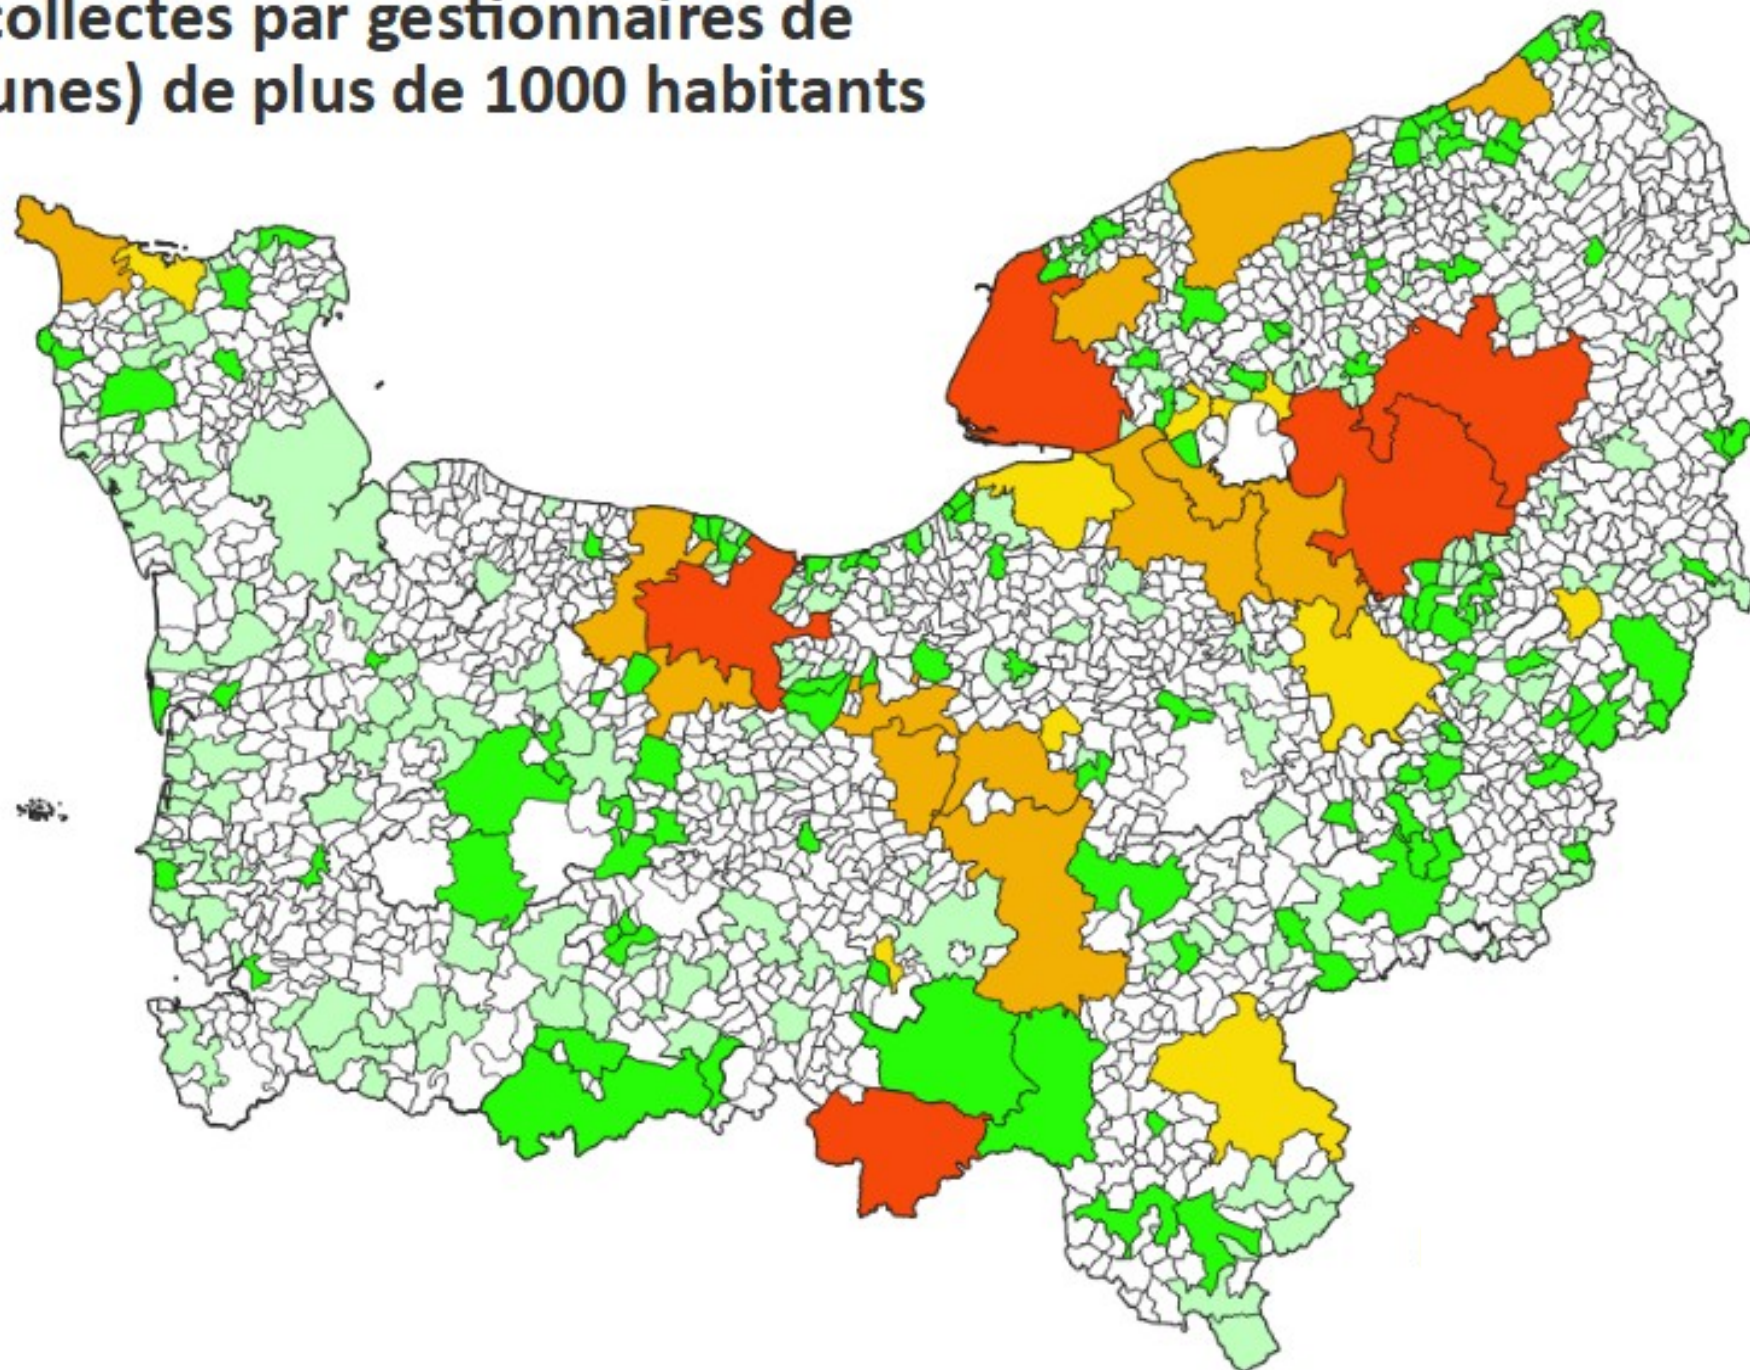 collectes par gestionnaires de
unes) de plus de 1000 habitants